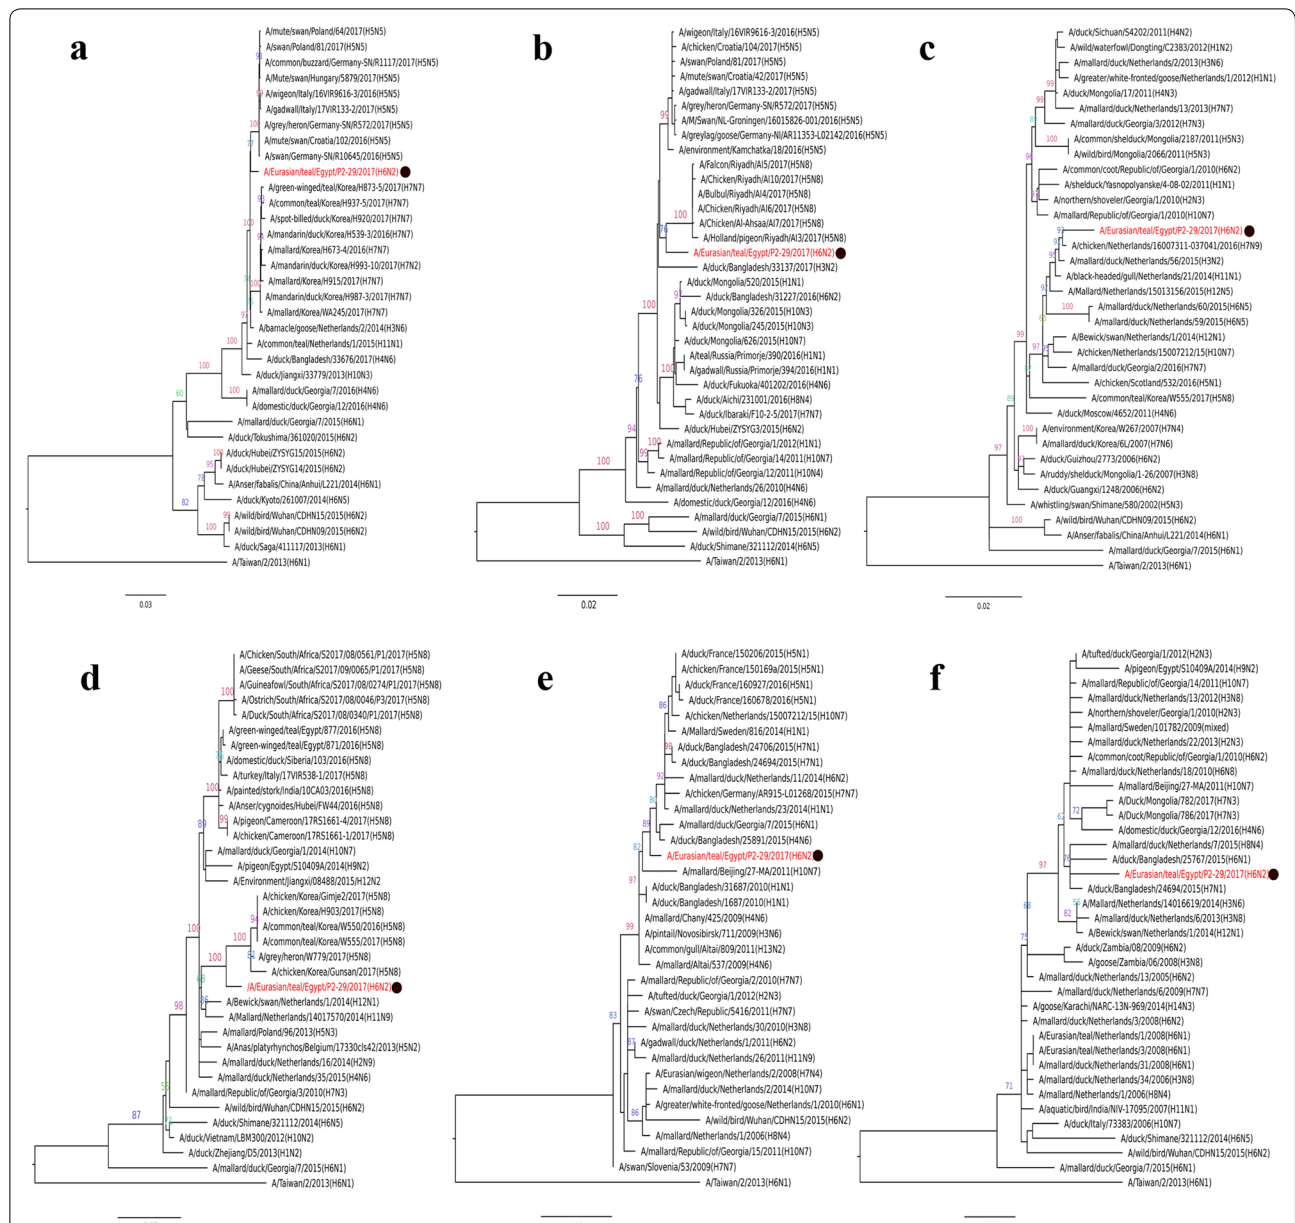 a
A/mute/swan/Poland/64/2017(H5N5)
A/swan/Poland/81/2017(H5N5)
A/common/buzzard/Germany-SN/R1117/2017(H5N5)
A/Mute/swan/Hungary/5879/2017(H5N5)
A/wigeon/Italy/16VIR9616-3/2016(H5N5)
A/gadwall/Italy/17VIR133-2/2017(H5N5)
A/grey/heron/Germany-SN/R572/2017(H5N5)
A/mute/swan/Croatia/102/2016(H5N5)
A/swan/Germany-SN/R10645/2016(H5N5)
A/Eurasian/teal/Egypt/P2-29/2017(H6N2)
A/green-winged/teal/Korea/H873-5/2017(H7N7)
A/common/teal/Korea/H937-5/2017(H7N7)
A/spot-billed/duck/Korea/H920/2017(H7N7)
A/mandarin/duck/Korea/H539-3/2016(H7N7)
A/mallard/Korea/H673-4/2016(H7N7)
A/mandarin/duck/Korea/H993-10/2017(H7N2)
A/mallard/Korea/H915/2017(H7N7)
A/mandarin/duck/Korea/H987-3/2017(H7N7)
A/mallard/Korea/WA245/2017(H7N7)
A/barnacle/goose/Netherlands/2/2014(H3N6)
A/common/teal/Netherlands/1/2015(H11N1)
A/duck/Bangladesh/33676/2017(H4N6)
A/duck/Jiangxi/33779/2013(H10N3)
A/mallard/duck/Georgia/7/2016(H4N6)
A/domestic/duck/Georgia/12/2016(H4N6)
A/mallard/duck/Georgia/7/2015(H6N1)
A/duck/Tokushima/361020/2015(H6N2)
A/duck/Hubei/ZYSYG15/2015(H6N2)
A/duck/Hubei/ZYSYG14/2015(H6N2)
A/Anser/fabalis/China/Anhui/L221/2014(H6N1)
A/duck/Kyoto/261007/2014(H6N5)
A/wild/bird/Wuhan/CDHN15/2015(H6N2)
A/wild/bird/Wuhan/CDHN09/2015(H6N2)
A/duck/Saga/411117/2013(H6N1)
A/Taiwan/2/2013(H6N1)
0.03
b
A/wigeon/Italy/16VIR9616-3/2016(H5N5)
A/chicken/Croatia/104/2017(H5N5)
A/swan/Poland/81/2017(H5N5)
A/mute/swan/Croatia/42/2017(H5N5)
A/gadwall/Italy/17VIR133-2/2017(H5N5)
A/grey/heron/Germany-SN/R572/2017(H5N5)
A/M/Swan/NL-Groningen/16015826-001/2016(H5N5)
A/greylag/goose/Germany-NI/AR11353-L02142/2016(H5N5)
A/environment/Kamchatka/18/2016(H5N5)
A/Falcon/Riyadh/AI5/2017(H5N8)
A/Chicken/Riyadh/AI10/2017(H5N8)
A/Bulbul/Riyadh/AI4/2017(H5N8)
A/Chicken/Riyadh/AI6/2017(H5N8)
A/Chicken/Al-Ahsaa/AI7/2017(H5N8)
A/Holland/pigeon/Riyadh/AI3/2017(H5N8)
A/Eurasian/teal/Egypt/P2-29/2017(H6N2)
A/duck/Bangladesh/33137/2017(H3N2)
A/duck/Mongolia/520/2015(H1N1)
A/duck/Bangladesh/31227/2016(H6N2)
A/duck/Mongolia/326/2015(H10N3)
A/duck/Mongolia/245/2015(H10N3)
A/duck/Mongolia/626/2015(H10N7)
A/teal/Russia/Primorje/390/2016(H1N1)
A/gadwall/Russia/Primorje/394/2016(H1N1)
A/duck/Fukuoka/401202/2016(H4N6)
A/duck/Aichi/231001/2016(H8N4)
A/duck/Ibaraki/F10-2-5/2017(H7N7)
A/duck/Hubei/ZYSYG3/2015(H6N2)
A/mallard/Republic/of/Georgia/1/2012(H1N1)
A/mallard/Republic/of/Georgia/14/2011(H10N7)
A/mallard/Republic/of/Georgia/12/2011(H10N4)
A/mallard/duck/Netherlands/26/2010(H4N6)
A/domestic/duck/Georgia/12/2016(H4N6)
A/mallard/duck/Georgia/7/2015(H6N1)
A/wild/bird/Wuhan/CDHN15/2015(H6N2)
A/duck/Shimane/321112/2014(H6N5)
A/Taiwan/2/2013(H6N1)
0.02
c
A/duck/Sichuan/S4202/2011(H4N2)
A/wild/waterfowl/Dongting/C2383/2012(H1N2)
A/mallard/duck/Netherlands/2/2013(H3N6)
A/greater/white-fronted/goose/Netherlands/1/2012(H1N1)
A/duck/Mongolia/17/2011(H4N3)
A/mallard/duck/Netherlands/13/2013(H7N7)
A/mallard/duck/Georgia/3/2012(H7N3)
A/common/shelduck/Mongolia/2187/2011(H5N3)
A/wild/bird/Mongolia/2066/2011(H5N3)
A/common/coot/Republic/of/Georgia/1/2010(H6N2)
A/shelduck/Yasnopolyanske/4-08-02/2011(H1N1)
A/northern/shoveler/Georgia/1/2010(H2N3)
A/mallard/Republic/of/Georgia/1/2010(H10N7)
A/Eurasian/teal/Egypt/P2-29/2017(H6N2)
A/chicken/Netherlands/16007311-037041/2016(H7N9)
A/mallard/duck/Netherlands/56/2015(H3N2)
A/black-headed/gull/Netherlands/21/2014(H11N1)
A/Mallard/Netherlands/15013156/2015(H12N5)
A/mallard/duck/Netherlands/60/2015(H6N5)
A/mallard/duck/Netherlands/59/2015(H6N5)
A/Bewick/swan/Netherlands/1/2014(H12N1)
A/chicken/Netherlands/15007212/15(H10N7)
A/mallard/duck/Georgia/2/2016(H7N7)
A/chicken/Scotland/532/2016(H5N1)
A/common/teal/Korea/W555/2017(H5N8)
A/duck/Moscow/4652/2011(H4N6)
A/environment/Korea/W267/2007(H7N4)
A/mallard/duck/Korea/6L/2007(H7N6)
A/duck/Guizhou/2773/2006(H6N2)
A/ruddy/shelduck/Mongolia/1-26/2007(H3N8)
A/duck/Guangxi/1248/2006(H6N2)
A/whistling/swan/Shimane/580/2002(H5N3)
A/wild/bird/Wuhan/CDHN09/2015(H6N2)
A/Anser/fabalis/China/Anhui/L221/2014(H6N1)
A/mallard/duck/Georgia/7/2015(H6N1)
A/Taiwan/2/2013(H6N1)
0.02
d
A/Chicken/South/Africa/S2017/08/0561/P1/2017(H5N8)
A/Geese/South/Africa/S2017/09/0065/P1/2017(H5N8)
A/Guineafowl/South/Africa/S2017/08/0274/P1/2017(H5N8)
A/Ostrich/South/Africa/S2017/08/0046/P3/2017(H5N8)
A/Duck/South/Africa/S2017/08/0340/P1/2017(H5N8)
A/green-winged/teal/Egypt/877/2016(H5N8)
A/green-winged/teal/Egypt/871/2016(H5N8)
A/domestic/duck/Siberia/103/2016(H5N8)
A/turkey/Italy/17VIR538-1/2017(H5N8)
A/painted/stork/India/10CA03/2016(H5N8)
A/Anser/cygnoides/Hubei/FW44/2016(H5N8)
A/pigeon/Cameroon/17RS1661-4/2017(H5N8)
A/chicken/Cameroon/17RS1661-1/2017(H5N8)
A/mallard/duck/Georgia/1/2014(H10N7)
A/pigeon/Egypt/S10409A/2014(H9N2)
A/Environment/Jiangxi/08488/2015/H12N2
A/chicken/Korea/Gimje2/2017(H5N8)
A/chicken/Korea/H903/2017(H5N8)
A/common/teal/Korea/W550/2016(H5N8)
A/common/teal/Korea/W555/2017(H5N8)
A/grey/heron/W779/2017(H5N8)
A/chicken/Korea/Gunsan/2017(H5N8)
/A/Eurasian/teal/Egypt/P2-29/2017(H6N2)
A/Bewick/swan/Netherlands/1/2014(H12N1)
A/Mallard/Netherlands/14017570/2014(H11N9)
A/mallard/Poland/96/2013(H5N3)
A/Anas/platyrhynchos/Belgium/17330cls42/2013(H5N2)
A/mallard/duck/Netherlands/16/2014(H2N9)
A/mallard/duck/Netherlands/35/2015(H4N6)
A/mallard/Republic/of/Georgia/3/2010(H7N3)
A/wild/bird/Wuhan/CDHN15/2015(H6N2)
A/duck/Shimane/321112/2014(H6N5)
A/duck/Vietnam/LBM300/2012(H10N2)
A/duck/Zhejiang/D5/2013(H1N2)
A/mallard/duck/Georgia/7/2015(H6N1)
A/Taiwan/2/2013(H6N1)
e
A/duck/France/150206/2015(H5N1)
A/chicken/France/150169a/2015(H5N1)
A/duck/France/160927/2016(H5N1)
A/duck/France/160678/2016(H5N1)
A/chicken/Netherlands/15007212/15(H10N7)
A/Mallard/Sweden/816/2014(H1N1)
A/duck/Bangladesh/24706/2015(H7N1)
A/duck/Bangladesh/24694/2015(H7N1)
A/mallard/duck/Netherlands/11/2014(H6N2)
A/chicken/Germany/AR915-L01268/2015(H7N7)
A/mallard/duck/Netherlands/23/2014(H1N1)
A/mallard/duck/Georgia/7/2015(H6N1)
A/duck/Bangladesh/25891/2015(H4N6)
A/Eurasian/teal/Egypt/P2-29/2017(H6N2)
A/mallard/Beijing/27-MA/2011(H10N7)
A/duck/Bangladesh/31687/2010(H1N1)
A/duck/Bangladesh/1687/2010(H1N1)
A/mallard/Chany/425/2009(H4N6)
A/pintail/Novosibirsk/711/2009(H3N6)
A/common/gull/Altai/809/2011(H13N2)
A/mallard/Altai/537/2009(H4N6)
A/mallard/Republic/of/Georgia/2/2010(H7N7)
A/tufted/duck/Georgia/1/2012(H2N3)
A/swan/Czech/Republic/5416/2011(H7N7)
A/mallard/duck/Netherlands/30/2010(H3N8)
A/gadwall/duck/Netherlands/1/2011(H6N2)
A/mallard/duck/Netherlands/26/2011(H11N9)
A/Eurasian/wigeon/Netherlands/2/2008(H7N4)
A/mallard/duck/Netherlands/2/2014(H10N7)
A/greater/white-fronted/goose/Netherlands/1/2010(H6N1)
A/wild/bird/Wuhan/CDHN15/2015(H6N2)
A/mallard/Netherlands/1/2006(H8N4)
A/mallard/Republic/of/Georgia/15/2011(H10N7)
A/swan/Slovenia/53/2009(H7N7)
A/Taiwan/2/2013(H6N1)
f
A/tufted/duck/Georgia/1/2012(H2N3)
A/pigeon/Egypt/S10409A/2014(H9N2)
A/mallard/Republic/of/Georgia/14/2011(H10N7)
A/mallard/duck/Netherlands/13/2012(H3N8)
A/northern/shoveler/Georgia/1/2010(H2N3)
A/mallard/Sweden/101782/2009(mixed)
A/mallard/duck/Netherlands/22/2013(H2N3)
A/common/coot/Republic/of/Georgia/1/2010(H6N2)
A/mallard/duck/Netherlands/18/2010(H6N8)
A/mallard/Beijing/27-MA/2011(H10N7)
A/Duck/Mongolia/782/2017(H7N3)
A/Duck/Mongolia/786/2017(H7N3)
A/domestic/duck/Georgia/12/2016(H4N6)
A/mallard/duck/Netherlands/7/2015(H8N4)
A/duck/Bangladesh/25767/2015(H6N1)
A/Eurasian/teal/Egypt/P2-29/2017(H6N2)
A/duck/Bangladesh/24694/2015(H7N1)
A/Mallard/Netherlands/14016619/2014(H3N6)
A/mallard/duck/Netherlands/6/2013(H3N8)
A/Bewick/swan/Netherlands/1/2014(H12N1)
A/duck/Zambia/08/2009(H6N2)
A/goose/Zambia/06/2008(H3N8)
A/mallard/duck/Netherlands/13/2005(H6N2)
A/mallard/duck/Netherlands/6/2009(H7N7)
A/goose/Karachi/NARC-13N-969/2014(H14N3)
A/mallard/duck/Netherlands/3/2008(H6N2)
A/Eurasian/teal/Netherlands/1/2008(H6N1)
A/Eurasian/teal/Netherlands/3/2008(H6N1)
A/mallard/duck/Netherlands/31/2008(H6N1)
A/mallard/duck/Netherlands/34/2006(H3N8)
A/mallard/Netherlands/1/2006(H8N4)
A/aquatic/bird/India/NIV-17095/2007(H11N1)
A/duck/Italy/73383/2006(H10N7)
A/duck/Shimane/321112/2014(H6N5)
A/wild/bird/Wuhan/CDHN15/2015(H6N2)
A/mallard/duck/Georgia/7/2015(H6N1)
A/Taiwan/2/2013(H6N1)